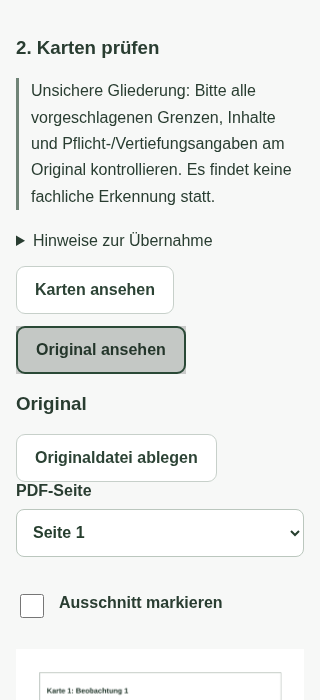 2. Karten prüfen
Unsichere Gliederung: Bitte alle
vorgeschlagenen Grenzen, Inhalte
und Pflicht-/Vertiefungsangaben am
Original kontrollieren. Es findet keine
fachliche Erkennung statt.
Hinweise zur Übernahme
Karten ansehen
Original ansehen
Original
Originaldatei ablegen
PDF-Seite
Seite 1
Ausschnitt markieren
Karte 1: Beobachtung 1